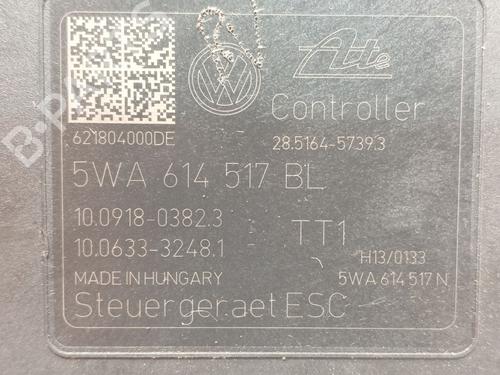 Ate
Controller
621804000DE
28.5164-5739.3
5WA 614 517 BL
10.0918-0382.3
10.0633-3248.1
TT1
H13/0133
MADE IN HUNGARY
5WA 614 517 N
Steuergeraet ESC
B-PARTS